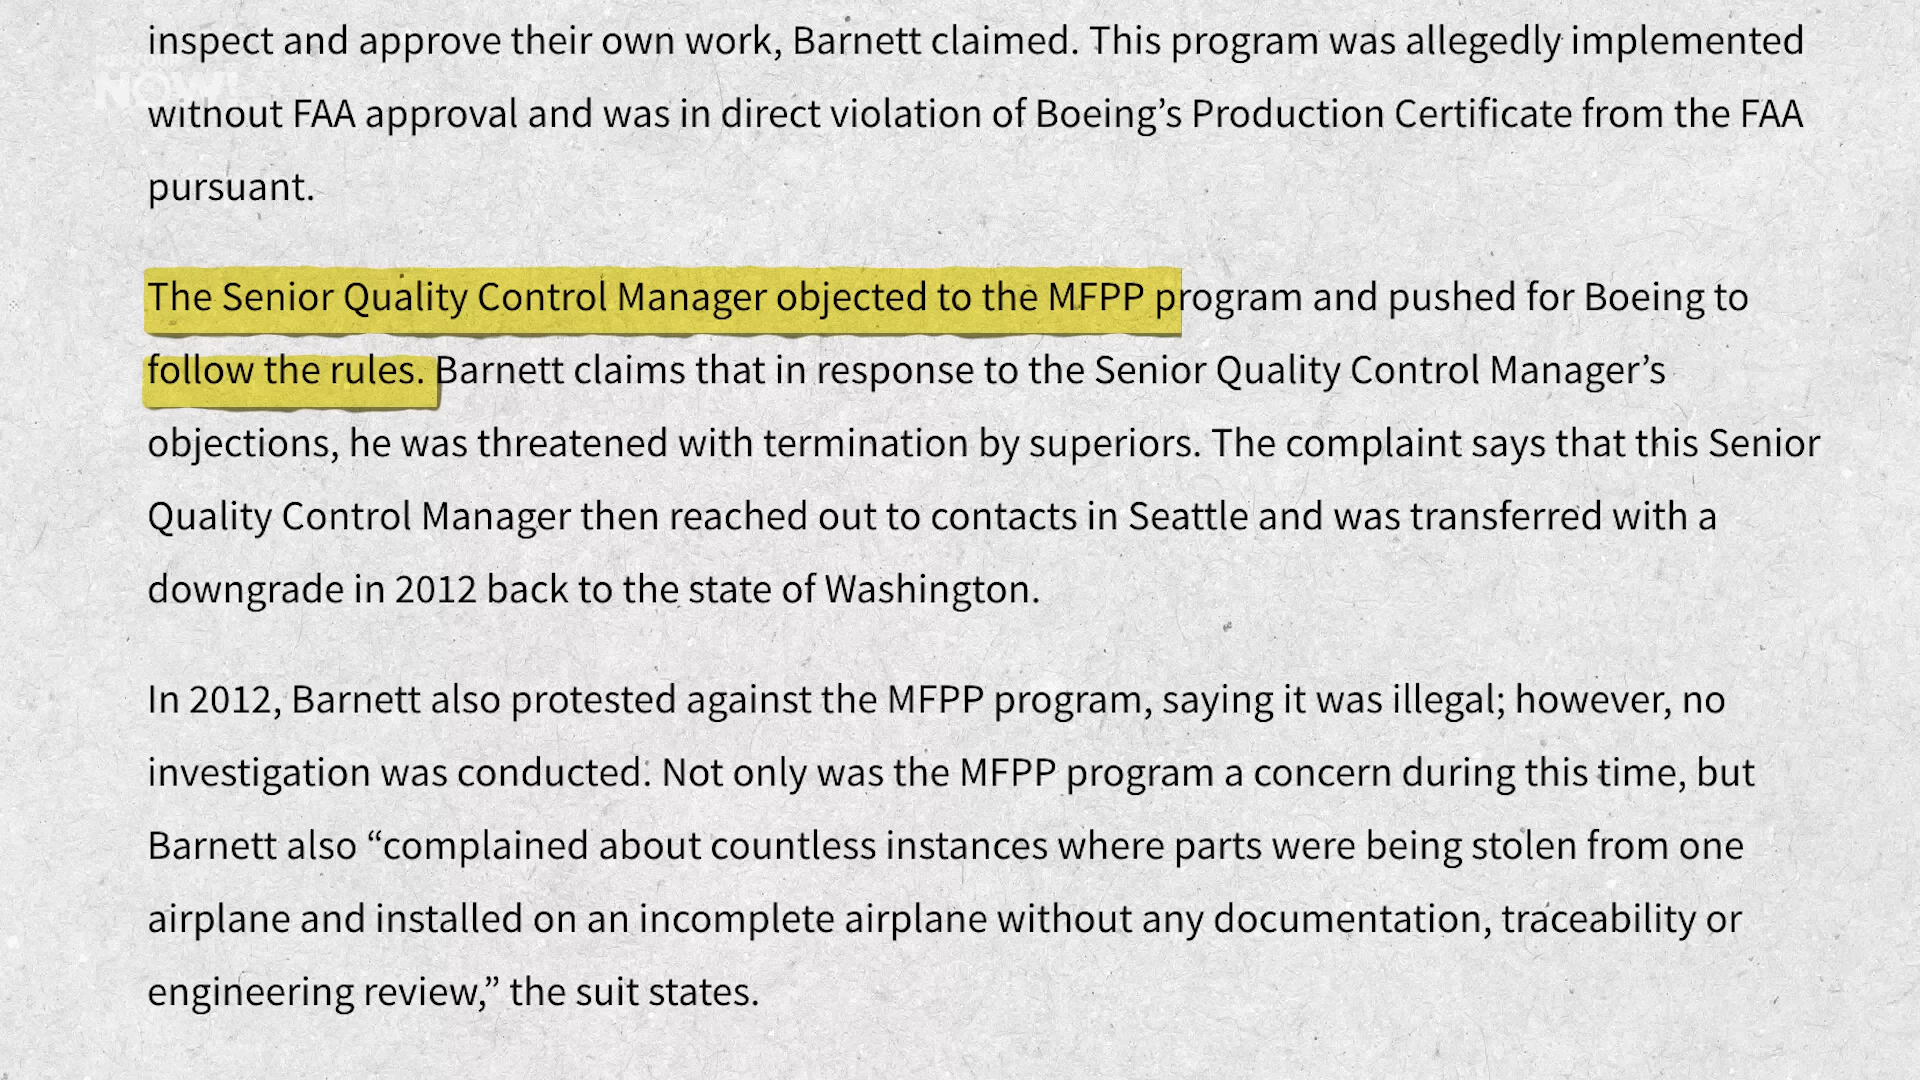 inspect and approve their own work, Barnett claimed. This program was allegedly implemented
without FAA approval and was in direct violation of Boeing’s Production Certificate from the FAA
pursuant.
The Senior Quality Control Manager objected to the MFPP program and pushed for Boeing to
follow the rules. Barnett claims that in response to the Senior Quality Control Manager’s
objections, he was threatened with termination by superiors. The complaint says that this Senior
Quality Control Manager then reached out to contacts in Seattle and was transferred with a
downgrade in 2012 back to the state of Washington.
In 2012, Barnett also protested against the MFPP program, saying it was illegal; however, no
investigation was conducted. Not only was the MFPP program a concern during this time, but
Barnett also “complained about countless instances where parts were being stolen from one
airplane and installed on an incomplete airplane without any documentation, traceability or
engineering review,” the suit states.
NOW!